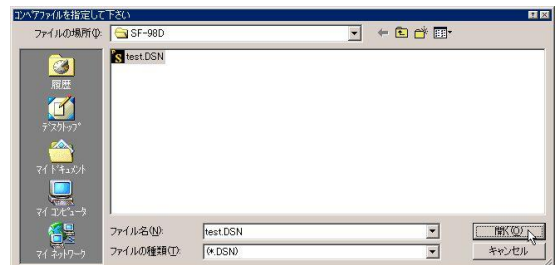 コンペアファイルを指定して下さい
ファイルの場所(I):
SF-98D
test.DSN
履歴
デスクトップ
マイ ドキュメント
マイ コンピュータ
マイ ネットワーク
ファイル名(N):
test.DSN
開く(O)
ファイルの種類(T):
(*.DSN)
キャンセル